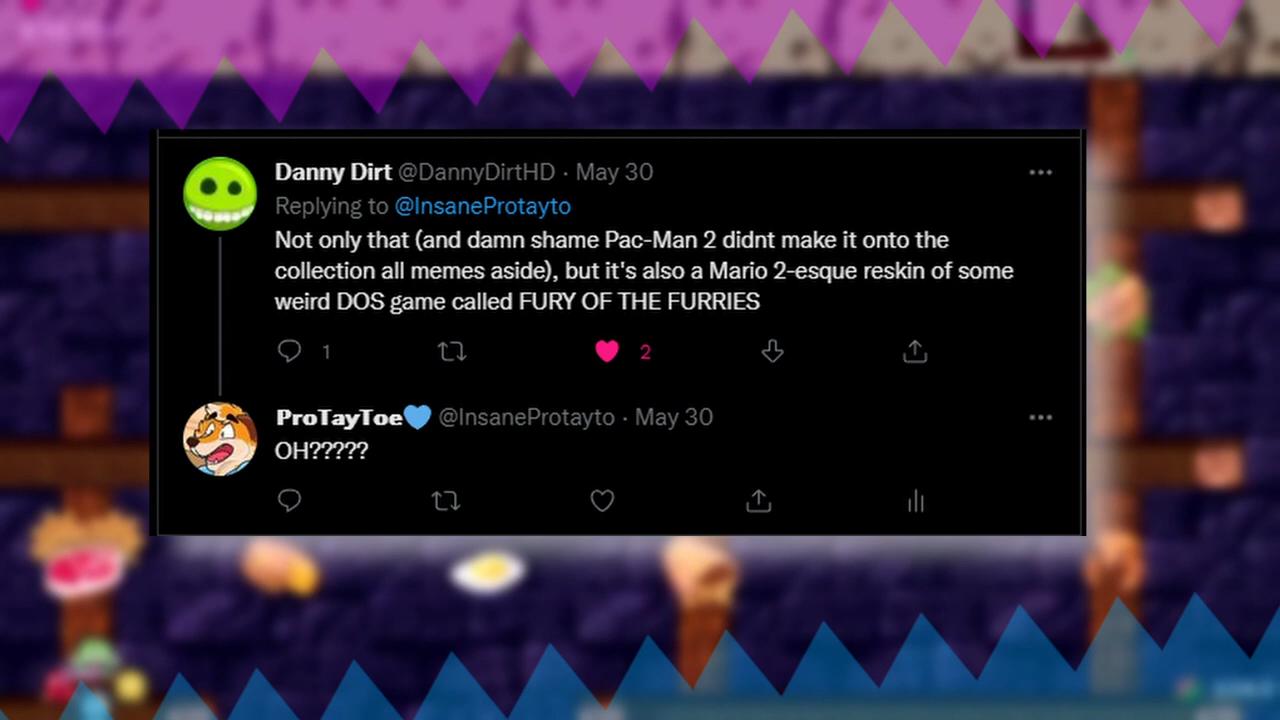 Danny Dirt @DannyDirtHD · May 30
Replying to @InsaneProtayto
Not only that (and damn shame Pac-Man 2 didnt make it onto the
collection all memes aside), but it's also a Mario 2-esque reskin of some
weird DOS game called FURY OF THE FURRIES
1 2
ProTayToe💙 @InsaneProtayto · May 30
OH?????